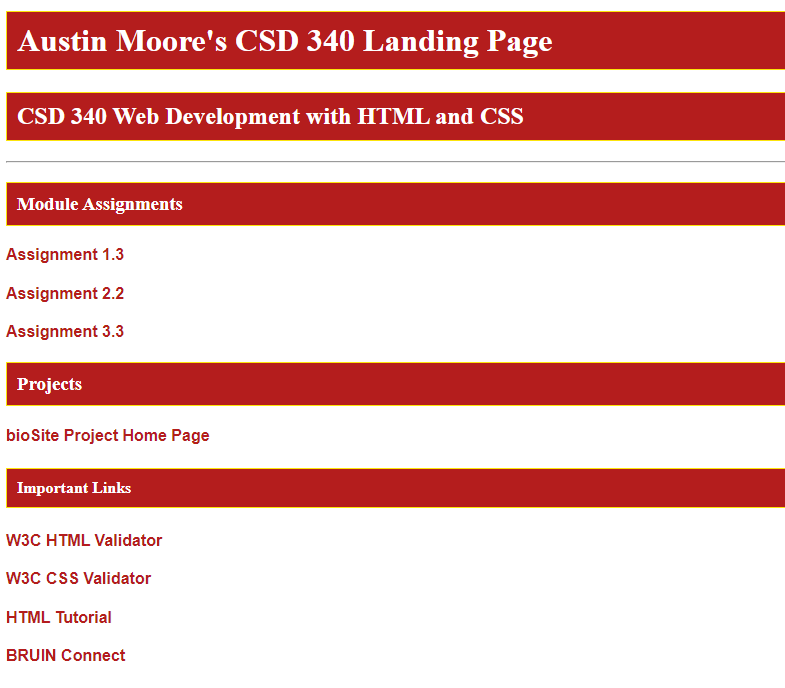 Austin Moore's CSD 340 Landing Page
CSD 340 Web Development with HTML and CSS
Module Assignments
Assignment 1.3
Assignment 2.2
Assignment 3.3
Projects
bioSite Project Home Page
Important Links
W3C HTML Validator
W3C CSS Validator
HTML Tutorial
BRUIN Connect